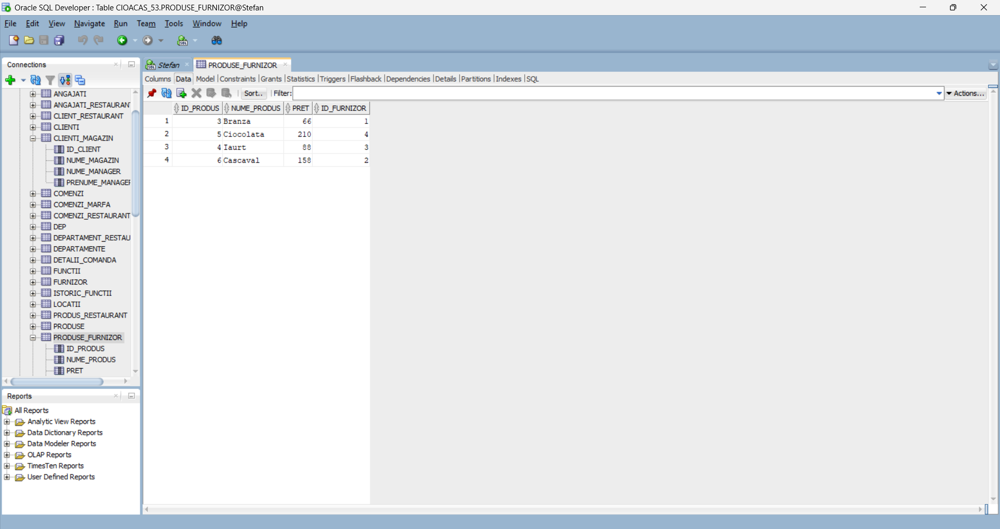 Oracle SQL Developer : Table CIOACAS_53.PRODUSE_FURNIZOR@Stefan
File Edit View Navigate Run Team Tools Window Help
Connections
ANGAJATI
ANGAJATI_RESTAURAN
CLIENT_RESTAURANT
CLIENTI
CLIENTI_MAGAZIN
ID_CLIENT
NUME_MAGAZIN
NUME_MANAGER
PRENUME_MANAGER
COMENZI
COMENZI_MARFA
COMENZI_RESTAURANT
DEP
DEPARTAMENT_RESTAU
DEPARTAMENTE
DETALII_COMANDA
FUNCTII
FURNIZOR
ISTORIC_FUNCTII
LOCATII
PRODUS_RESTAURANT
PRODUSE
PRODUSE_FURNIZOR
ID_PRODUS
NUME_PRODUS
PRET
Reports
All Reports
Analytic View Reports
Data Dictionary Reports
Data Modeler Reports
OLAP Reports
TimesTen Reports
User Defined Reports
Stefan PRODUSE_FURNIZOR
Columns Data Model Constraints Grants Statistics Triggers Flashback Dependencies Details Partitions Indexes SQL
Sort.. Filter: Actions...
ID_PRODUS NUME_PRODUS PRET ID_FURNIZOR
1 3 Branza 66 1
2 5 Ciocolata 210 4
3 4 Iaurt 88 3
4 6 Cascaval 158 2